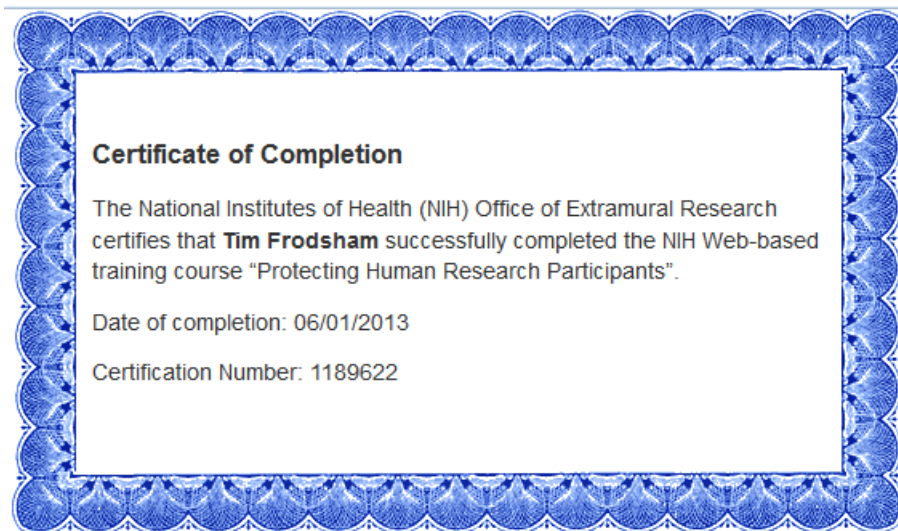 Certificate of Completion
The National Institutes of Health (NIH) Office of Extramural Research
certifies that Tim Frodsham successfully completed the NIH Web-based
training course “Protecting Human Research Participants”.
Date of completion: 06/01/2013
Certification Number: 1189622